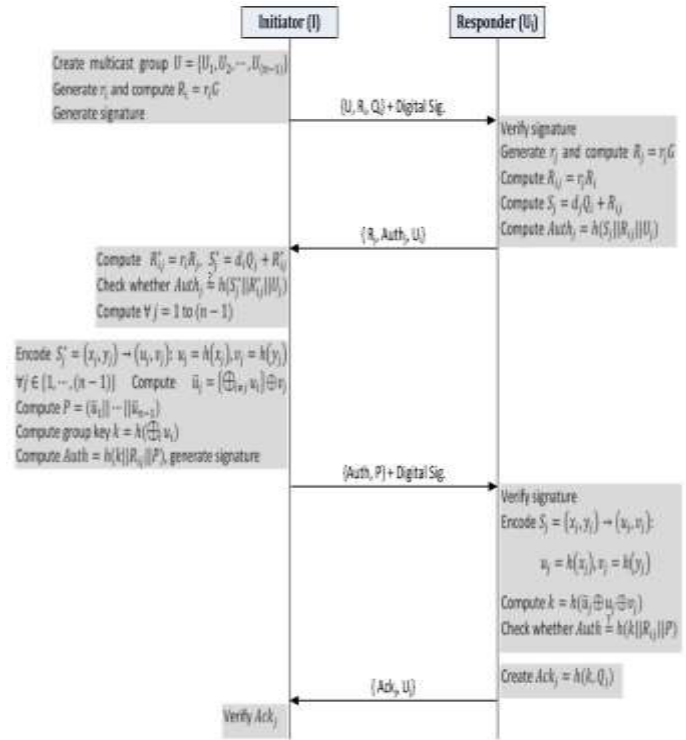 Initiator (I)
Responder (Uᵢ)
Create multicast group U = {U₁, U₂, ⋯, U₍ₙ₋₁₎}
Generate rᵢ and compute Rᵢ = rᵢG
Generate signature
{U, Rᵢ, Qᵢ} + Digital Sig.
Verify signature
Generate rⱼ and compute Rⱼ = rⱼG
Compute Rᵢⱼ = rⱼRᵢ
Compute Sⱼ = dⱼQᵢ + Rᵢⱼ
Compute Authⱼ = h(Sⱼ||Rᵢⱼ||Uⱼ)
{ Rⱼ, Authⱼ, Uⱼ}
Compute R*ᵢⱼ = rᵢRⱼ, S*ⱼ = dᵢQⱼ + R*ᵢⱼ
Check whether Authⱼ ≟ h(S*ⱼ||R*ᵢⱼ||Uⱼ)
Compute ∀ j = 1 to (n − 1)
Encode S*ⱼ = (xⱼ, yⱼ) → (uⱼ, vⱼ): uⱼ = h(xⱼ), vⱼ = h(yⱼ)
∀j ∈ {1, ⋯, (n − 1)} Compute ūⱼ = {⨁ᵢ≠ⱼ uᵢ}⨁vⱼ
Compute P = (ū₁|| ⋯ ||ūₙ₋₁)
Compute group key k = h(⨁ᵢ uᵢ)
Compute Auth = h(k||Rᵢⱼ||P), generate signature
{Auth, P} + Digital Sig.
Verify signature
Encode Sⱼ = (xⱼ, yⱼ) → (uⱼ, vⱼ):
uⱼ = h(xⱼ), vⱼ = h(yⱼ)
Compute k = h(ūⱼ⨁uⱼ⨁vⱼ)
Check whether Auth ≟ h(k||Rᵢⱼ||P)
Create Ackⱼ = h(k, Qⱼ)
{ Ackⱼ, Uⱼ}
Verify Ackⱼ